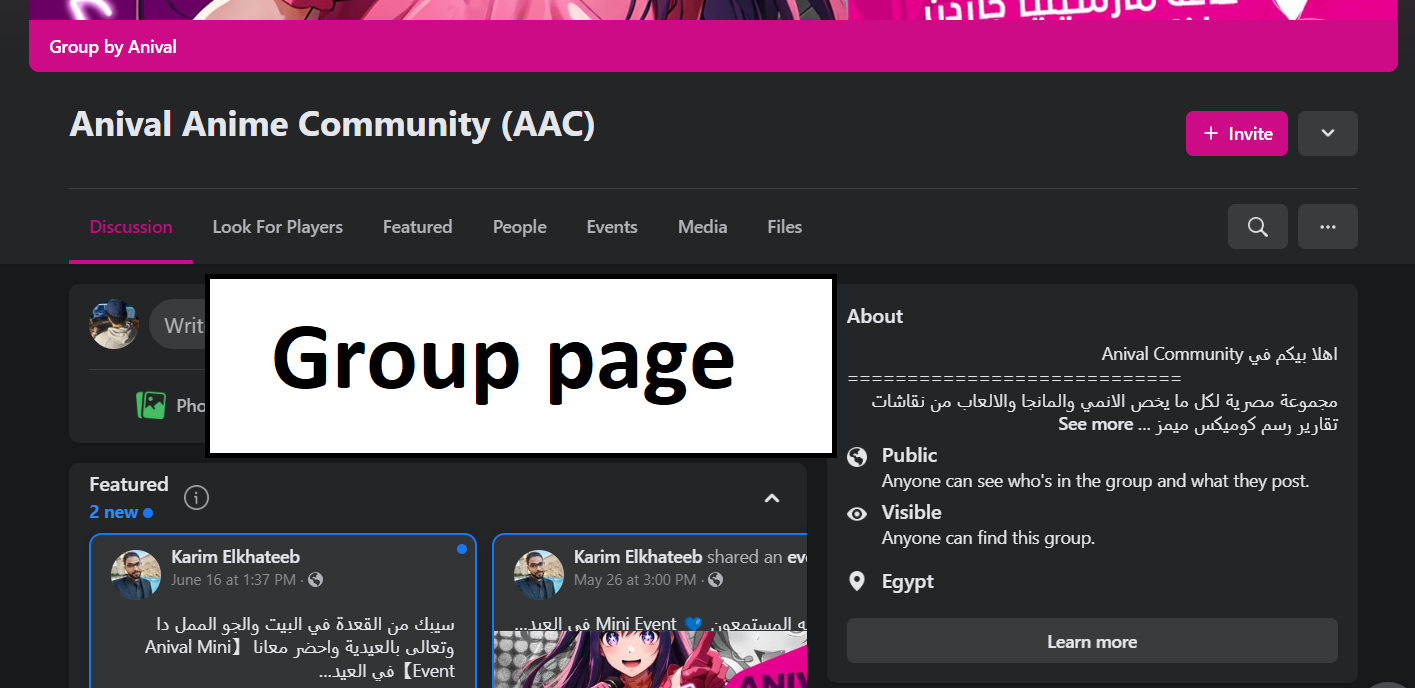 حفلة مارسيليا جاردن
Group by Anival
Anival Anime Community (AAC)
+ Invite
Discussion
Look For Players
Featured
People
Events
Media
Files
Writ
Pho
Group page
Featured
2 new
Karim Elkhateeb
June 16 at 1:37 PM ·
سيبك من القعدة في البيت والجو الممل دا
وتعالى بالعيدية واحضر معانا 【Anival Mini
Event】 في العيد...
Karim Elkhateeb shared an eve
May 26 at 3:00 PM ·
ه المستمعون 💙 Mini Event في العيد...
ANIV
About
اهلا بيكم في Anival Community
============================
مجموعة مصرية لكل ما يخص الانمي والمانجا والالعاب من نقاشات
تقارير رسم كوميكس ميمز ... See more
Public
Anyone can see who's in the group and what they post.
Visible
Anyone can find this group.
Egypt
Learn more